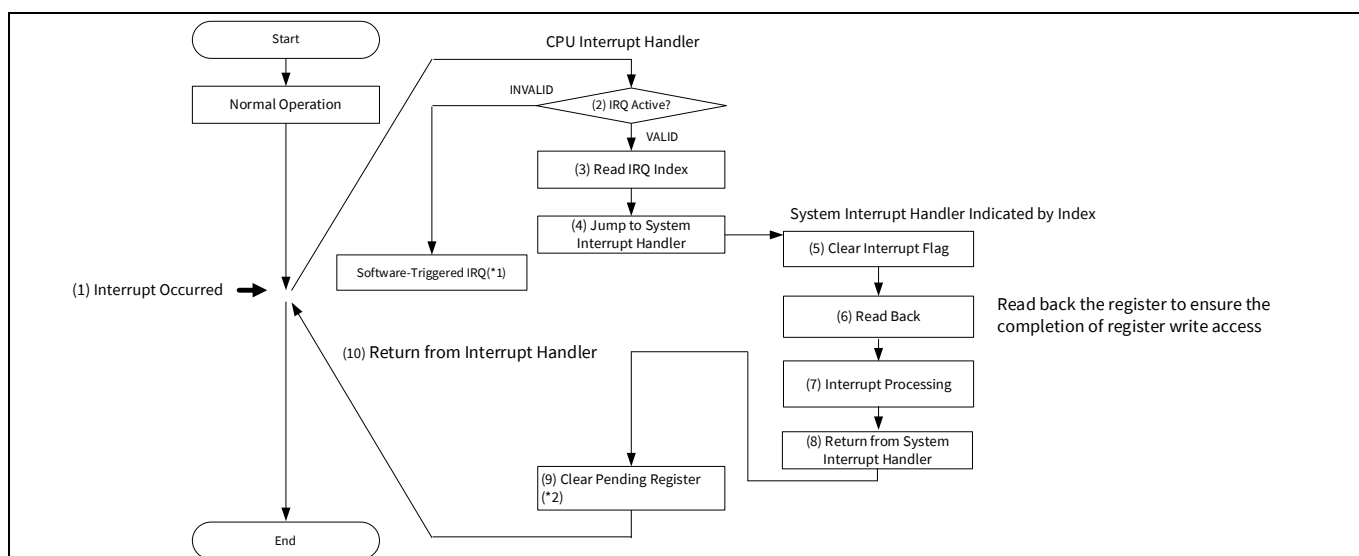 Start
CPU Interrupt Handler
Normal Operation
INVALID
(2) IRQ Active?
VALID
(3) Read IRQ Index
(4) Jump to System
Interrupt Handler
System Interrupt Handler Indicated by Index
(5) Clear Interrupt Flag
Software-Triggered IRQ(*1)
(1) Interrupt Occurred
(6) Read Back
Read back the register to ensure the
completion of register write access
(10) Return from Interrupt Handler
(7) Interrupt Processing
(8) Return from System
Interrupt Handler
(9) Clear Pending Register
(*2)
End